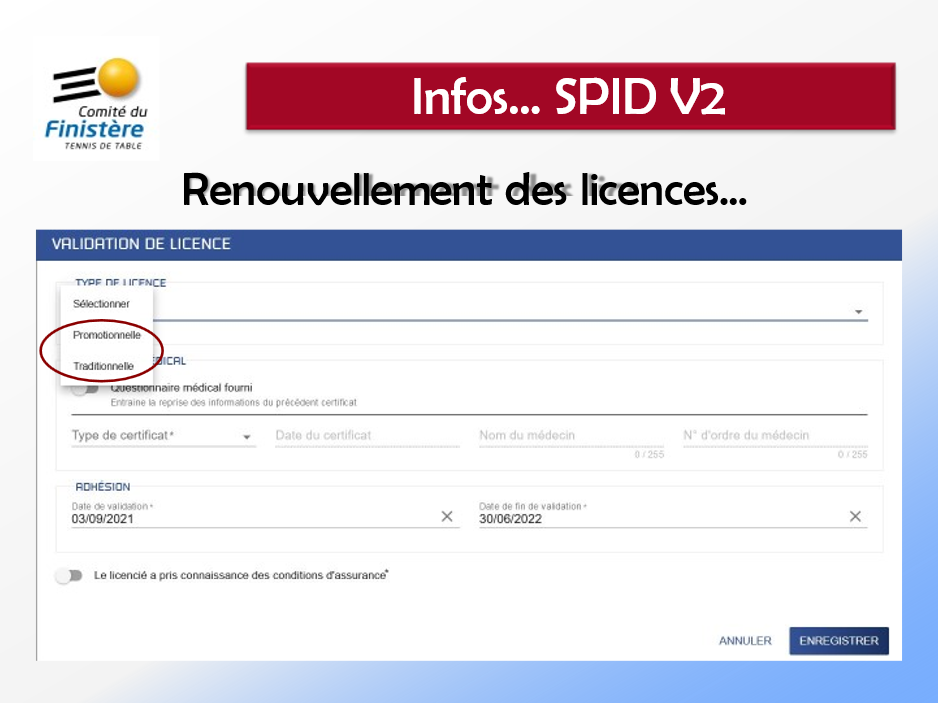 Comité du
Finistère
TENNIS DE TABLE
Infos... SPID V2
Renouvellement des licences...
VALIDATION DE LICENCE
TYPE DE LICENCE
Sélectionner
Promotionnelle
Traditionnelle
Questionnaire médical fourni
Entraine la reprise des informations du précédent certificat
Type de certificat*
Date du certificat
Nom du médecin
N° d'ordre du médecin
0 / 255
0 / 255
ADHÉSION
Date de validation *
Date de fin de validation *
03/09/2021
30/06/2022
Le licencié a pris connaissance des conditions d'assurance*
ANNULER
ENREGISTRER